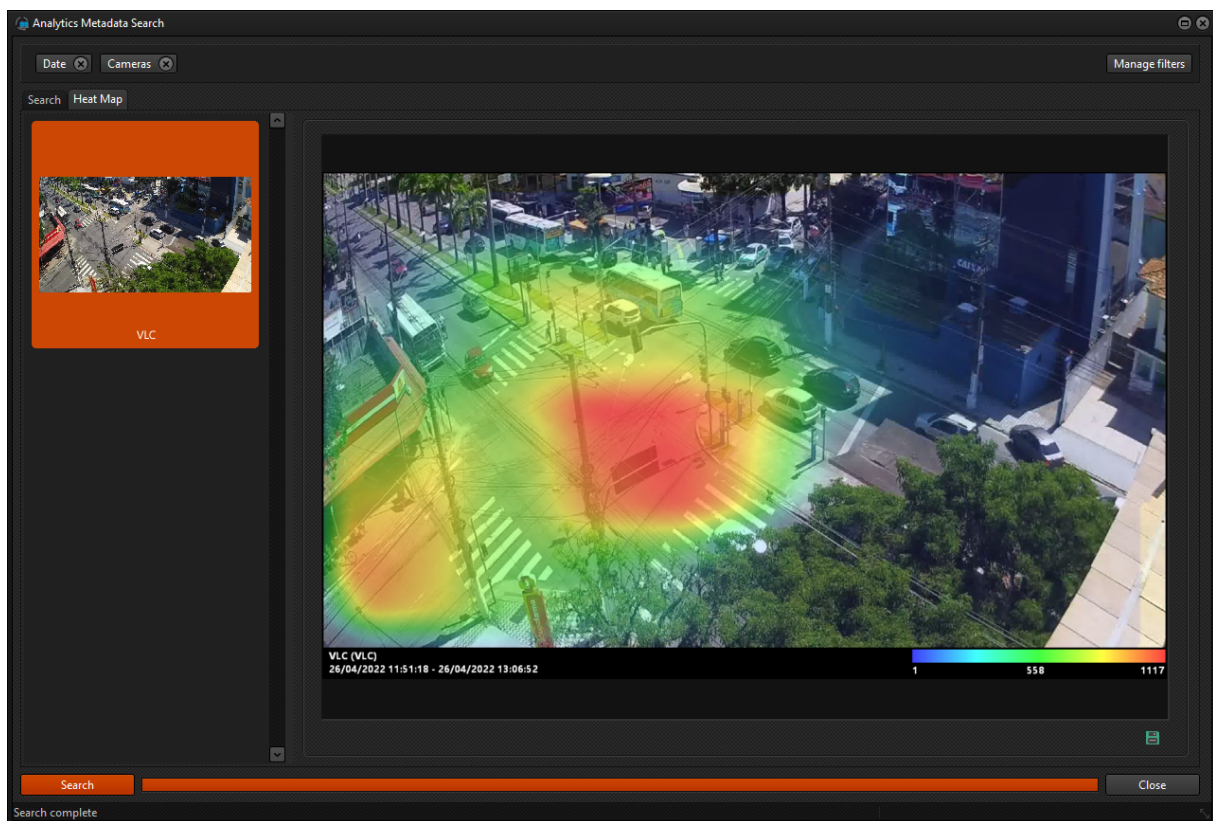 Analytics Metadata Search
Date Cameras Manage filters
Search Heat Map
VLC
CAIXA
VLC (VLC)
26/04/2022 11:51:18 - 26/04/2022 13:06:52
1 558 1117
Search Close
Search complete